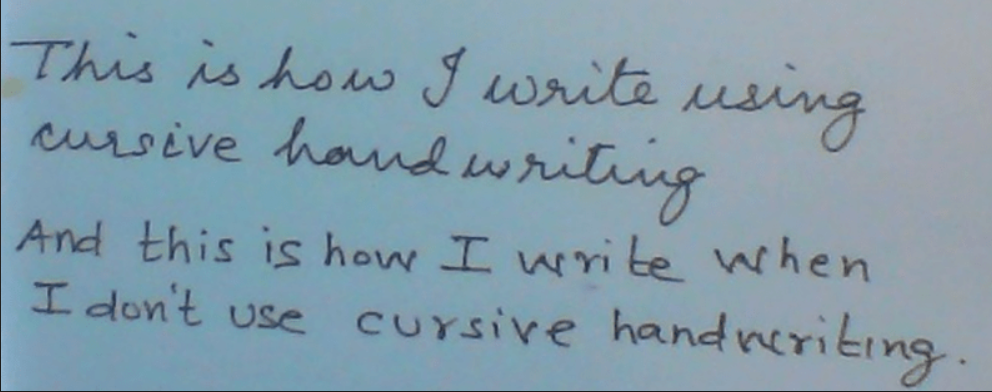 This is how I write using
cursive handwriting
And this is how I write when
I don't use cursive handwriting.